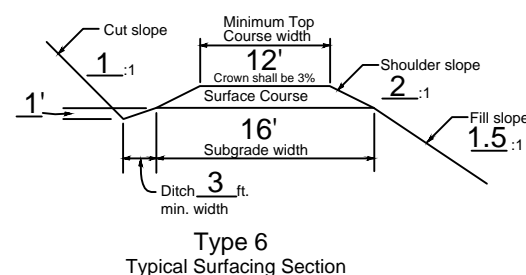 Cut slope
Minimum Top
Course width
12'
Crown shall be 3%
Surface Course
Shoulder slope
1 :1
2 :1
1'
16'
Subgrade width
Fill slope
1.5 :1
Ditch 3 ft.
min. width
Type 6
Typical Surfacing Section